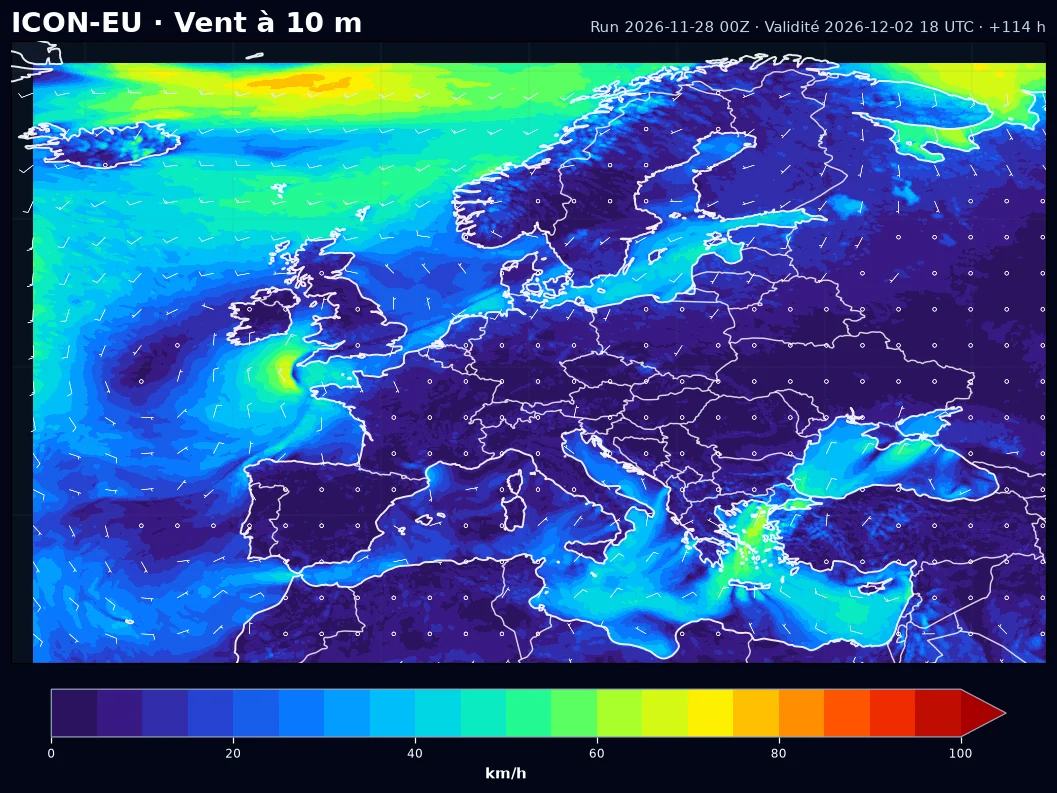 ICON-EU · Vent à 10 m
Run 2026-11-28 00Z · Validité 2026-12-02 18 UTC · +114 h
0 20 40 60 80 100
km/h